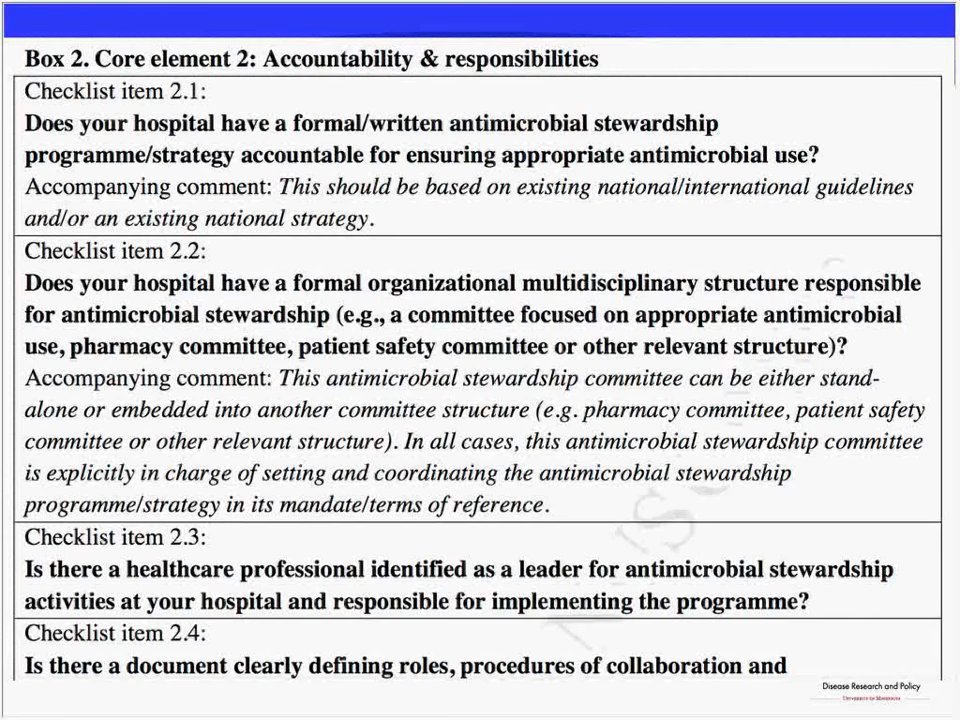 Box 2. Core element 2: Accountability & responsibilities
Checklist item 2.1:
Does your hospital have a formal/written antimicrobial stewardship
programme/strategy accountable for ensuring appropriate antimicrobial use?
Accompanying comment: This should be based on existing national/international guidelines
and/or an existing national strategy.
Checklist item 2.2:
Does your hospital have a formal organizational multidisciplinary structure responsible
for antimicrobial stewardship (e.g., a committee focused on appropriate antimicrobial
use, pharmacy committee, patient safety committee or other relevant structure)?
Accompanying comment: This antimicrobial stewardship committee can be either stand-
alone or embedded into another committee structure (e.g. pharmacy committee, patient safety
committee or other relevant structure). In all cases, this antimicrobial stewardship committee
is explicitly in charge of setting and coordinating the antimicrobial stewardship
programme/strategy in its mandate/terms of reference.
Checklist item 2.3:
Is there a healthcare professional identified as a leader for antimicrobial stewardship
activities at your hospital and responsible for implementing the programme?
Checklist item 2.4:
Is there a document clearly defining roles, procedures of collaboration and
Disease Research and Policy
University of Minnesota